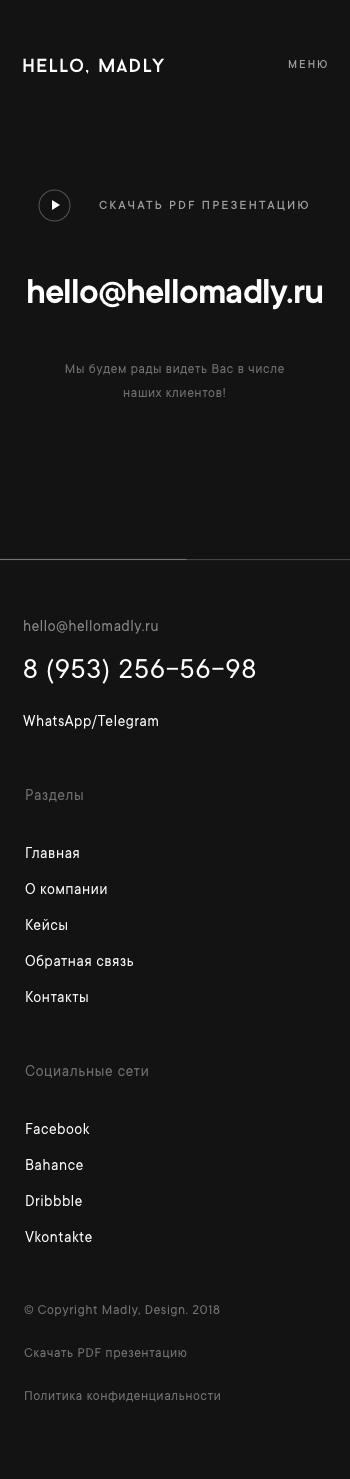 HELLO, MADLY
МЕНЮ
СКАЧАТЬ PDF ПРЕЗЕНТАЦИЮ
hello@hellomadly.ru
Мы будем рады видеть Вас в числе
наших клиентов!
hello@hellomadly.ru
8 (953) 256-56-98
WhatsApp/Telegram
Разделы
Главная
О компании
Кейсы
Обратная связь
Контакты
Социальные сети
Facebook
Bahance
Dribbble
Vkontakte
© Copyright Madly, Design. 2018
Скачать PDF презентацию
Политика конфиденциальности